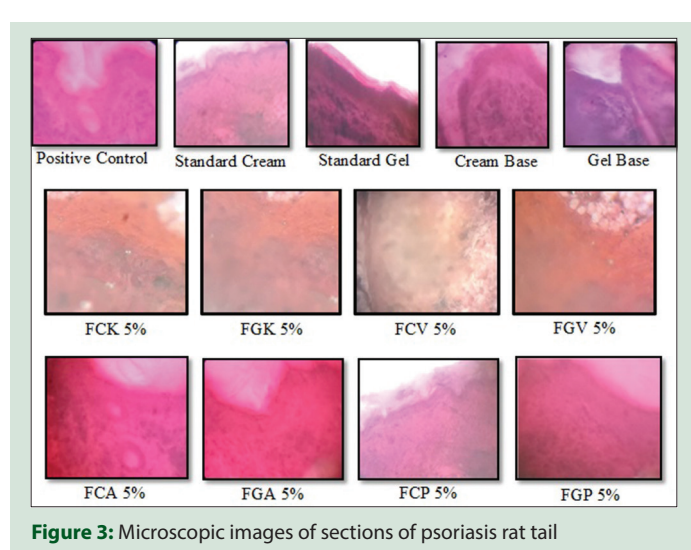 Positive Control
Standard Cream
Standard Gel
Cream Base
Gel Base
FCK 5%
FGK 5%
FCV 5%
FGV 5%
FCA 5%
FGA 5%
FCP 5%
FGP 5%
Figure 3: Microscopic images of sections of psoriasis rat tail